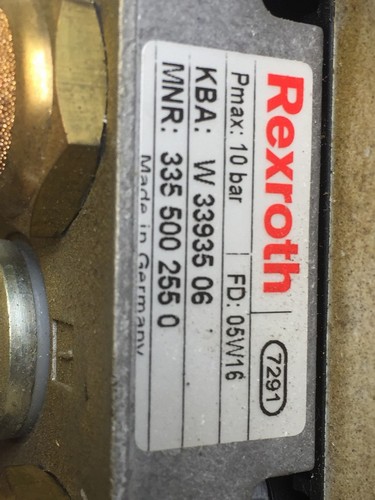 Rexroth 7291
Pmax: 10 bar FD: 05W16
KBA: W 33935 06
MNR: 335 500 255 0
Made in Germany